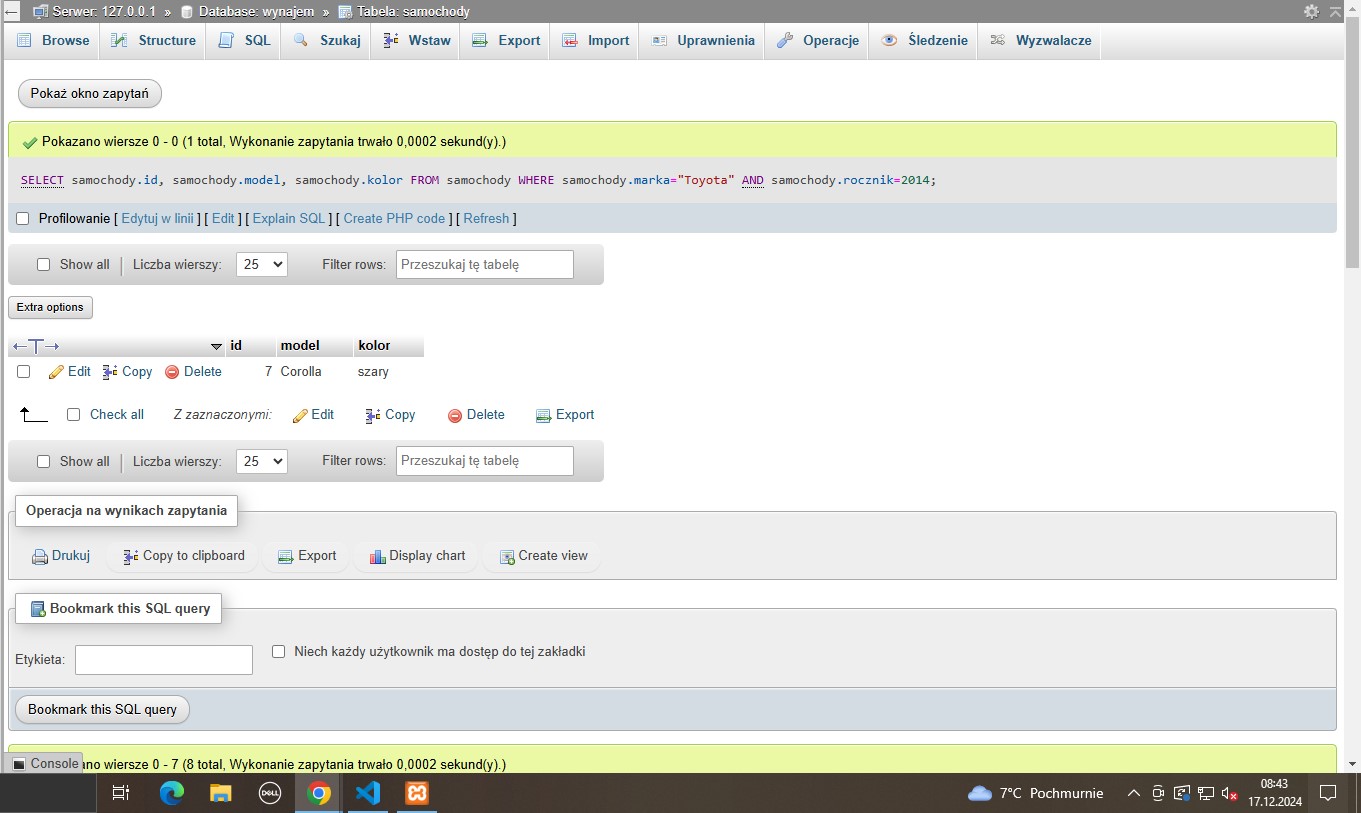 Serwer: 127.0.0.1 » Database: wynajem » Tabela: samochody
Browse Structure SQL Szukaj Wstaw Export Import Uprawnienia Operacje Śledzenie Wyzwalacze
Pokaż okno zapytań
Pokazano wiersze 0 - 0 (1 total, Wykonanie zapytania trwało 0,0002 sekund(y).)
SELECT samochody.id, samochody.model, samochody.kolor FROM samochody WHERE samochody.marka="Toyota" AND samochody.rocznik=2014;
Profilowanie [ Edytuj w linii ] [ Edit ] [ Explain SQL ] [ Create PHP code ] [ Refresh ]
Show all Liczba wierszy: 25 Filter rows: Przeszukaj tę tabelę
Extra options
←T→ id model kolor
Edit Copy Delete 7 Corolla szary
Check all Z zaznaczonymi: Edit Copy Delete Export
Show all Liczba wierszy: 25 Filter rows: Przeszukaj tę tabelę
Operacja na wynikach zapytania
Drukuj Copy to clipboard Export Display chart Create view
Bookmark this SQL query
Etykieta: Niech każdy użytkownik ma dostęp do tej zakładki
Bookmark this SQL query
Console no wiersze 0 - 7 (8 total, Wykonanie zapytania trwało 0,0002 sekund(y).)
DELL 7°C Pochmurnie 08:43
17.12.2024